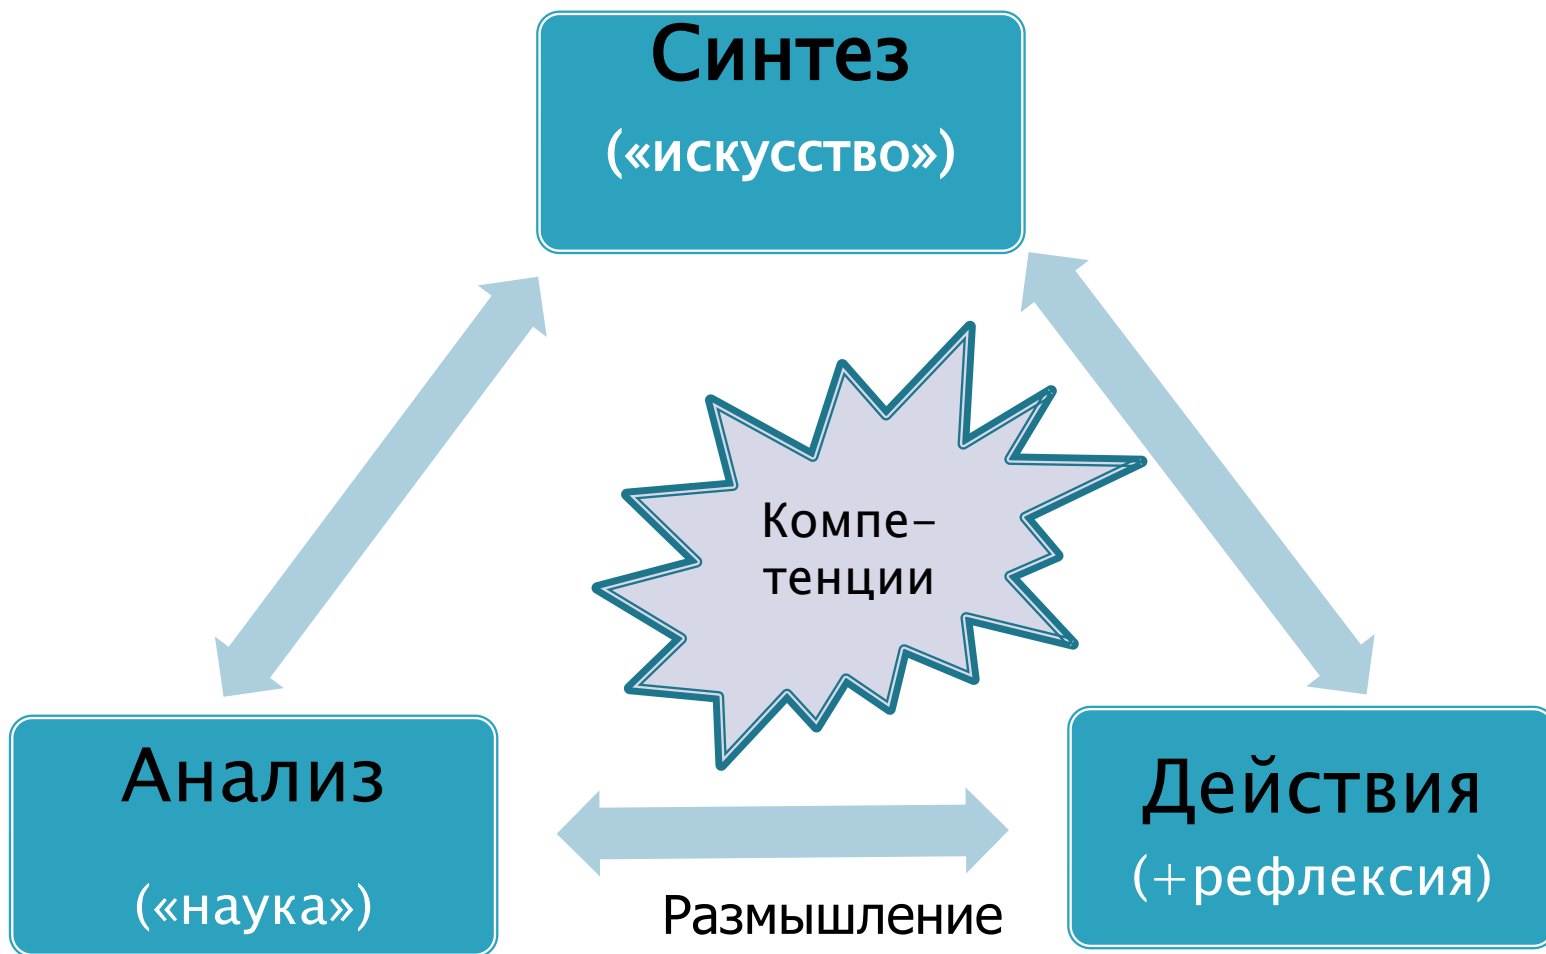 Синтез
(«искусство»)
Компе-
тенции
Анализ
(«наука»)
Действия
(+рефлексия)
Размышление